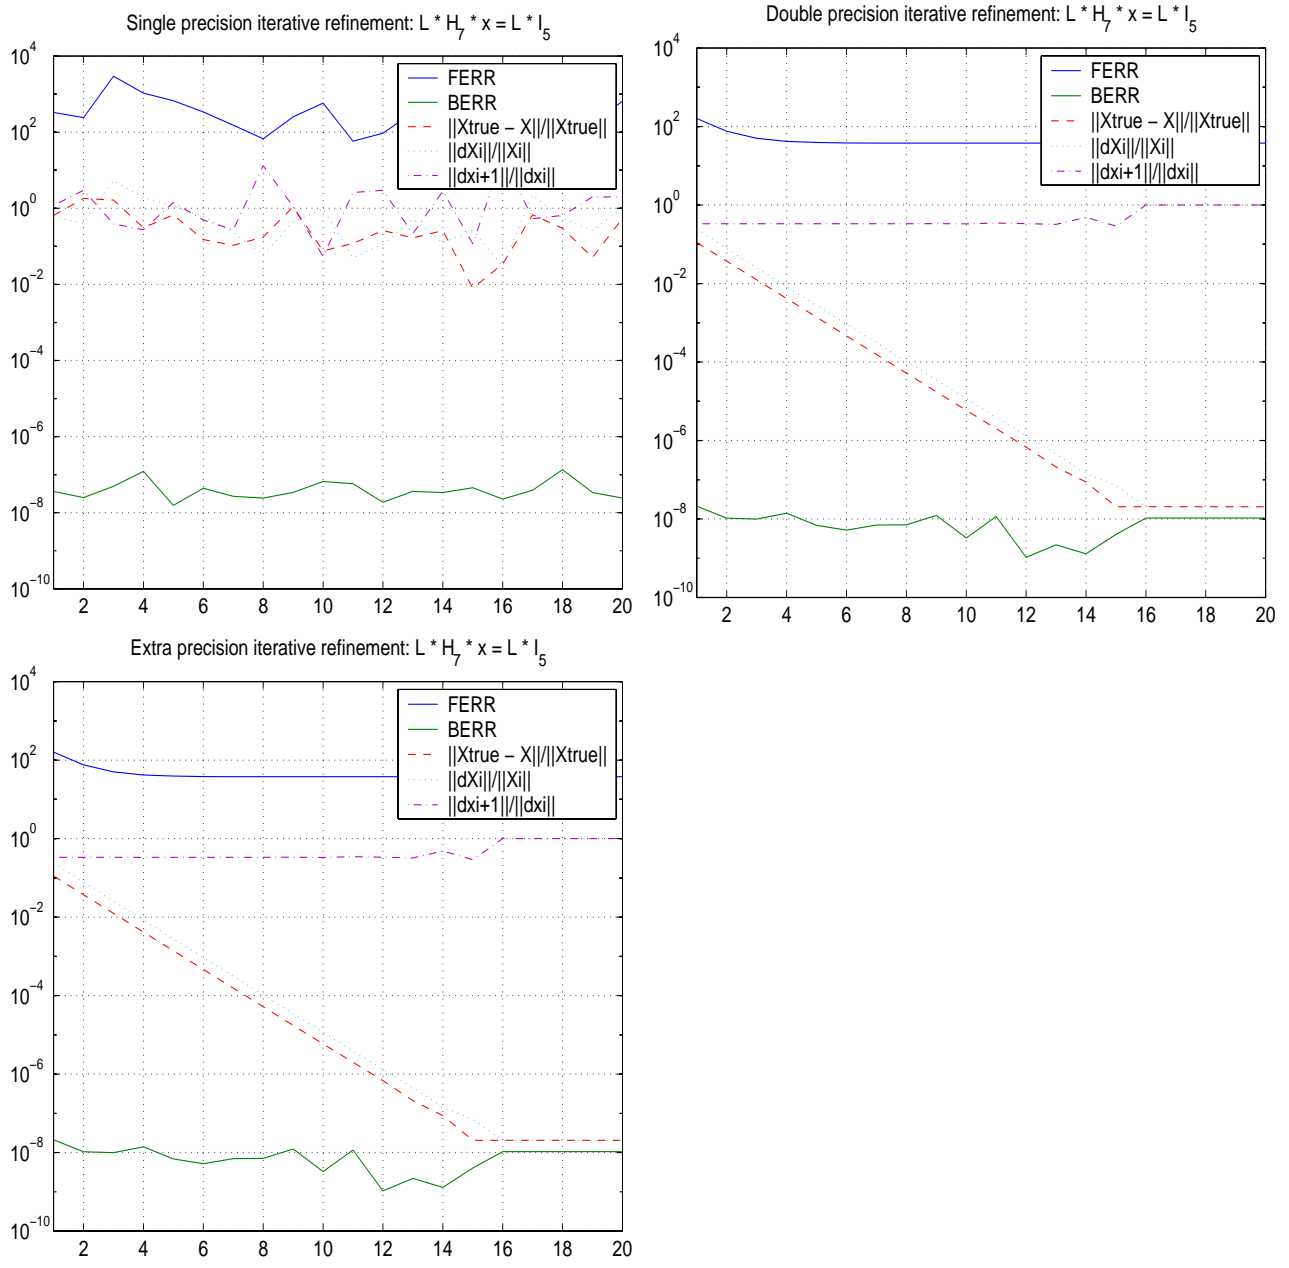 Single precision iterative refinement: L * H_7 * x = L * I_5
10^4
10^2
10^0
10^−2
10^−4
10^−6
10^−8
10^−10
2 4 6 8 10 12 14 16 18 20
FERR
BERR
||Xtrue − X||/||Xtrue||
||dXi||/||Xi||
||dxi+1||/||dxi||
Double precision iterative refinement: L * H_7 * x = L * I_5
10^4
10^2
10^0
10^−2
10^−4
10^−6
10^−8
10^−10
2 4 6 8 10 12 14 16 18 20
FERR
BERR
||Xtrue − X||/||Xtrue||
||dXi||/||Xi||
||dxi+1||/||dxi||
Extra precision iterative refinement: L * H_7 * x = L * I_5
10^4
10^2
10^0
10^−2
10^−4
10^−6
10^−8
10^−10
2 4 6 8 10 12 14 16 18 20
FERR
BERR
||Xtrue − X||/||Xtrue||
||dXi||/||Xi||
||dxi+1||/||dxi||